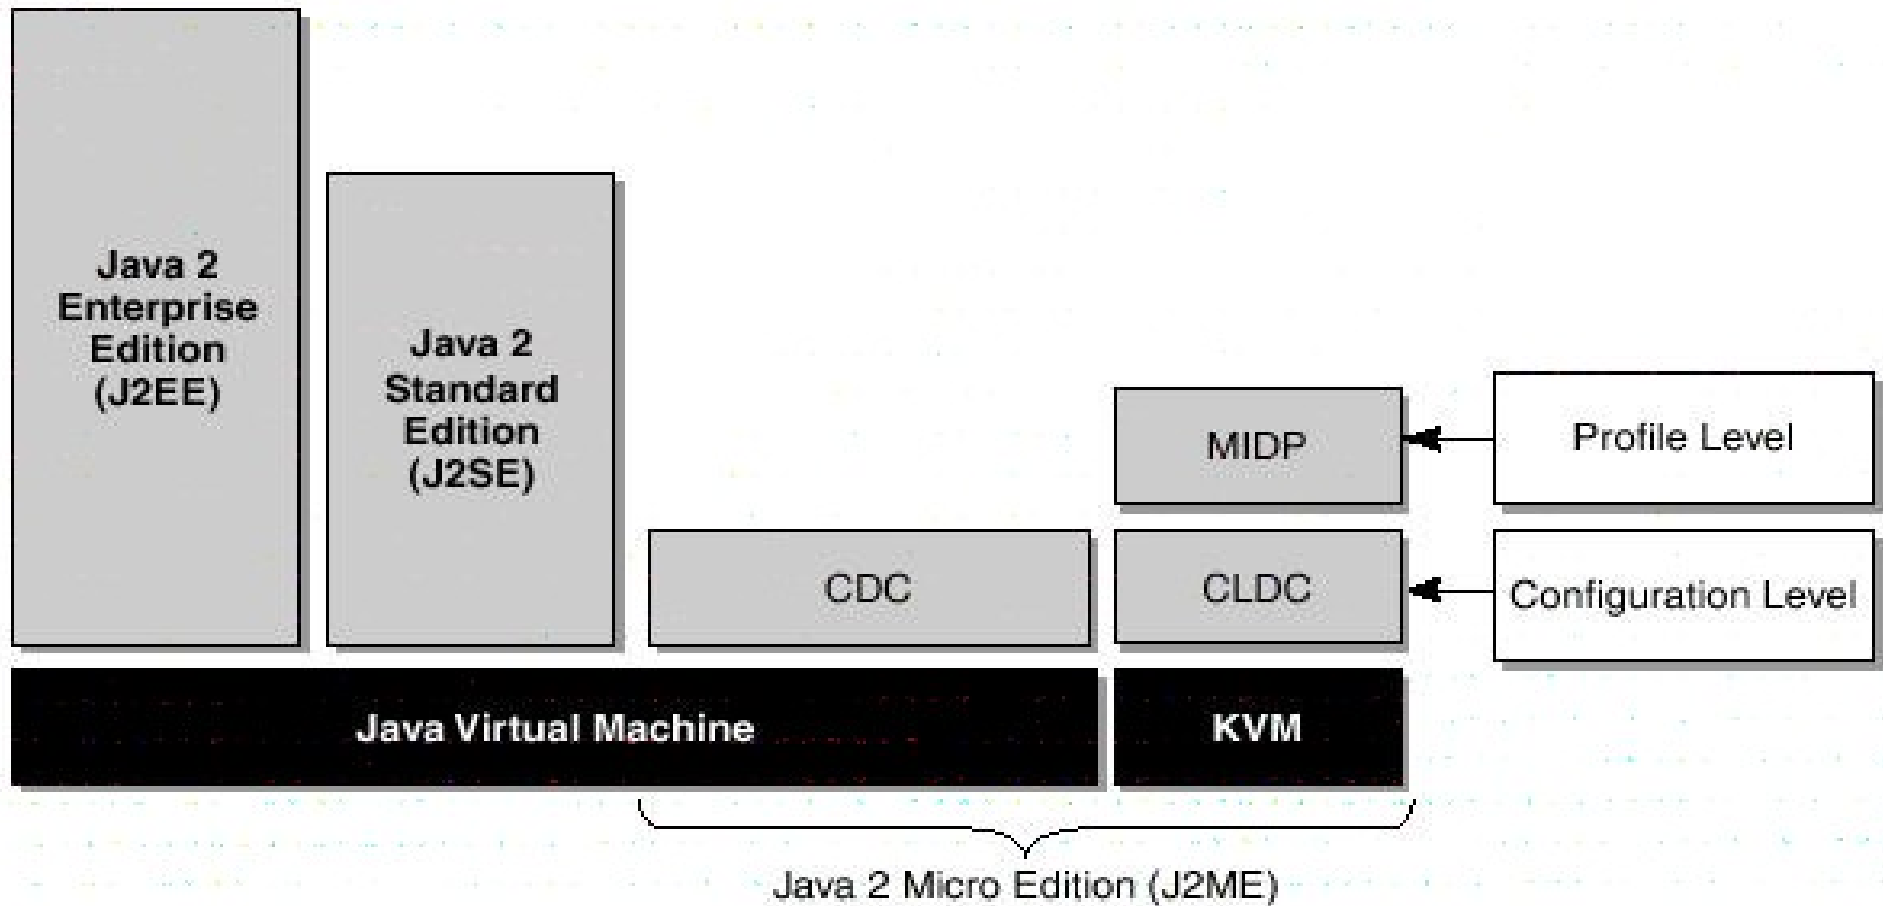 Java 2
Enterprise
Edition
(J2EE)
Java 2
Standard
Edition
(J2SE)
MIDP
Profile Level
CDC
CLDC
Configuration Level
Java Virtual Machine
KVM
Java 2 Micro Edition (J2ME)